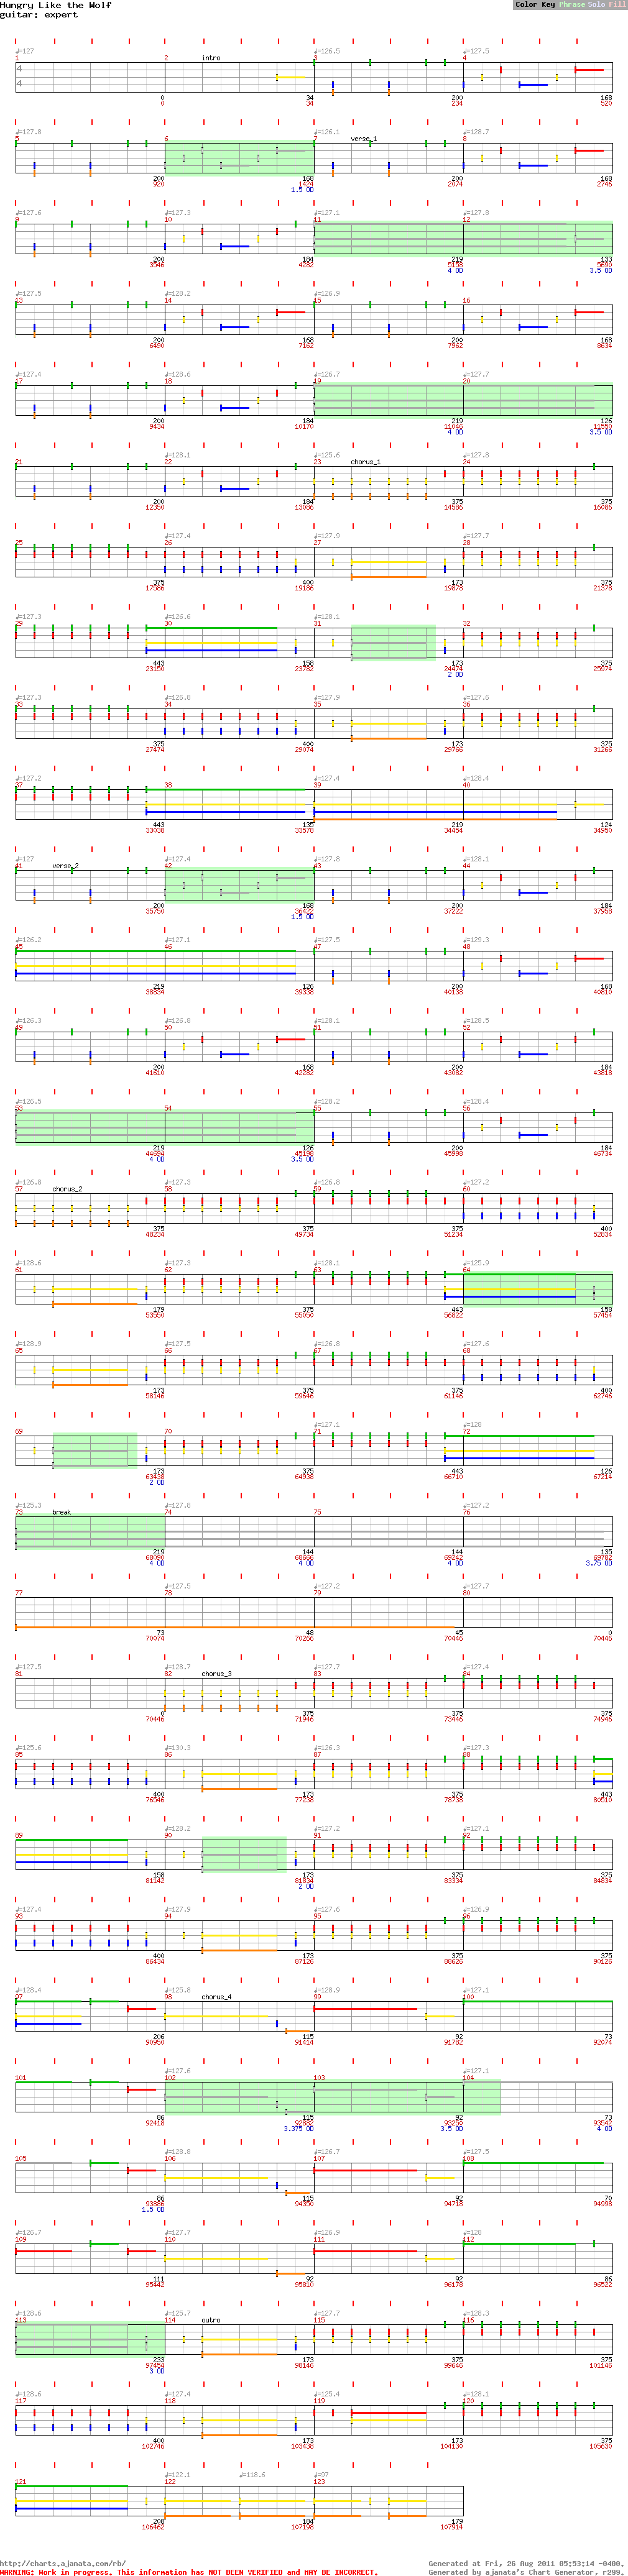 Hungry Like the Wolf
guitar: expert
Color Key Phrase Solo Fill
♩=127 ♩=126.5 ♩=127.5
1 2 intro 3 4
4
4
0 34 200 168
0 34 234 520
♩=127.8 ♩=126.1 ♩=128.7
5 6 7 verse_1 8
200 168 200 168
920 1424 2074 2746
1.5 OD
♩=127.6 ♩=127.3 ♩=127.1 ♩=127.8
9 10 11 12
200 184 219 133
3546 4282 5158 5690
4 OD 3.5 OD
♩=127.5 ♩=128.2 ♩=126.9
13 14 15 16
200 168 200 168
6490 7162 7962 8634
♩=127.4 ♩=128.6 ♩=126.7 ♩=127.7
17 18 19 20
200 184 219 126
9434 10170 11046 11550
4 OD 3.5 OD
♩=128.1 ♩=125.6 ♩=127.8
21 22 23 chorus_1 24
200 184 375 375
12350 13086 14586 16086
♩=127.4 ♩=127.9 ♩=127.7
25 26 27 28
375 400 173 375
17586 19186 19878 21378
♩=127.3 ♩=126.6 ♩=128.1
29 30 31 32
443 158 173 375
23150 23782 24474 25974
2 OD
♩=127.3 ♩=126.8 ♩=127.9 ♩=127.6
33 34 35 36
375 400 173 375
27474 29074 29766 31266
♩=127.2 ♩=127.4 ♩=128.4
37 38 39 40
443 135 219 124
33038 33578 34454 34950
♩=127 ♩=127.4 ♩=127.8 ♩=128.1
41 verse_2 42 43 44
200 168 200 184
35750 36422 37222 37958
1.5 OD
♩=126.2 ♩=127.1 ♩=127.5 ♩=129.3
45 46 47 48
219 126 200 168
38834 39338 40138 40810
♩=126.3 ♩=126.8 ♩=128.1 ♩=128.5
49 50 51 52
200 168 200 184
41610 42282 43082 43818
♩=126.5 ♩=128.2 ♩=128.4
53 54 55 56
219 126 200 184
44694 45198 45998 46734
4 OD 3.5 OD
♩=126.8 ♩=127.3 ♩=126.8 ♩=127.2
57 chorus_2 58 59 60
375 375 375 400
48234 49734 51234 52834
♩=128.6 ♩=127.3 ♩=128.1 ♩=125.9
61 62 63 64
179 375 443 158
53550 55050 56822 57454
♩=128.9 ♩=127.5 ♩=126.8 ♩=127.6
65 66 67 68
173 375 375 400
58146 59646 61146 62746
♩=127.1 ♩=128
69 70 71 72
173 375 443 126
63438 64938 66710 67214
2 OD
♩=125.3 ♩=127.8 ♩=127.2
73 break 74 75 76
219 144 144 135
68090 68666 69242 69782
4 OD 4 OD 4 OD 3.75 OD
♩=127.5 ♩=127.2 ♩=127.7
77 78 79 80
73 48 45 0
70074 70266 70446 70446
♩=127.5 ♩=128.7 ♩=127.7 ♩=127.4
81 82 chorus_3 83 84
0 375 375 375
70446 71946 73446 74946
♩=125.6 ♩=130.3 ♩=126.3 ♩=127.3
85 86 87 88
400 173 375 443
76546 77238 78738 80510
♩=128.2 ♩=127.2 ♩=127.1
89 90 91 92
158 173 375 375
81142 81834 83334 84834
2 OD
♩=127.4 ♩=127.9 ♩=127.6 ♩=126.9
93 94 95 96
400 173 375 375
86434 87126 88626 90126
♩=128.4 ♩=125.8 ♩=128.9 ♩=127.1
97 98 chorus_4 99 100
206 115 92 73
90950 91414 91782 92074
♩=127.6 ♩=127.1
101 102 103 104
86 115 92 73
92418 92882 93250 93542
3.375 OD 3.5 OD 4 OD
♩=128.8 ♩=126.7 ♩=127.5
105 106 107 108
86 115 92 70
93886 94350 94718 94998
1.5 OD
♩=126.7 ♩=127.7 ♩=126.9 ♩=128
109 110 111 112
111 92 92 86
95442 95810 96178 96522
♩=128.6 ♩=125.7 ♩=127.7 ♩=128.3
113 114 outro 115 116
233 173 375 375
97454 98146 99646 101146
3 OD
♩=128.6 ♩=127.4 ♩=125.4 ♩=128.1
117 118 119 120
400 173 173 375
102746 103438 104130 105630
♩=122.1 ♩=118.6 ♩=97
121 122 123
208 184 179
106462 107198 107914
http://charts.ajanata.com/rb/ Generated at Fri, 26 Aug 2011 05:53:14 -0400.
WARNING: Work in progress. This information has NOT BEEN VERIFIED and MAY BE INCORRECT. Generated by ajanata's Chart Generator, r299.